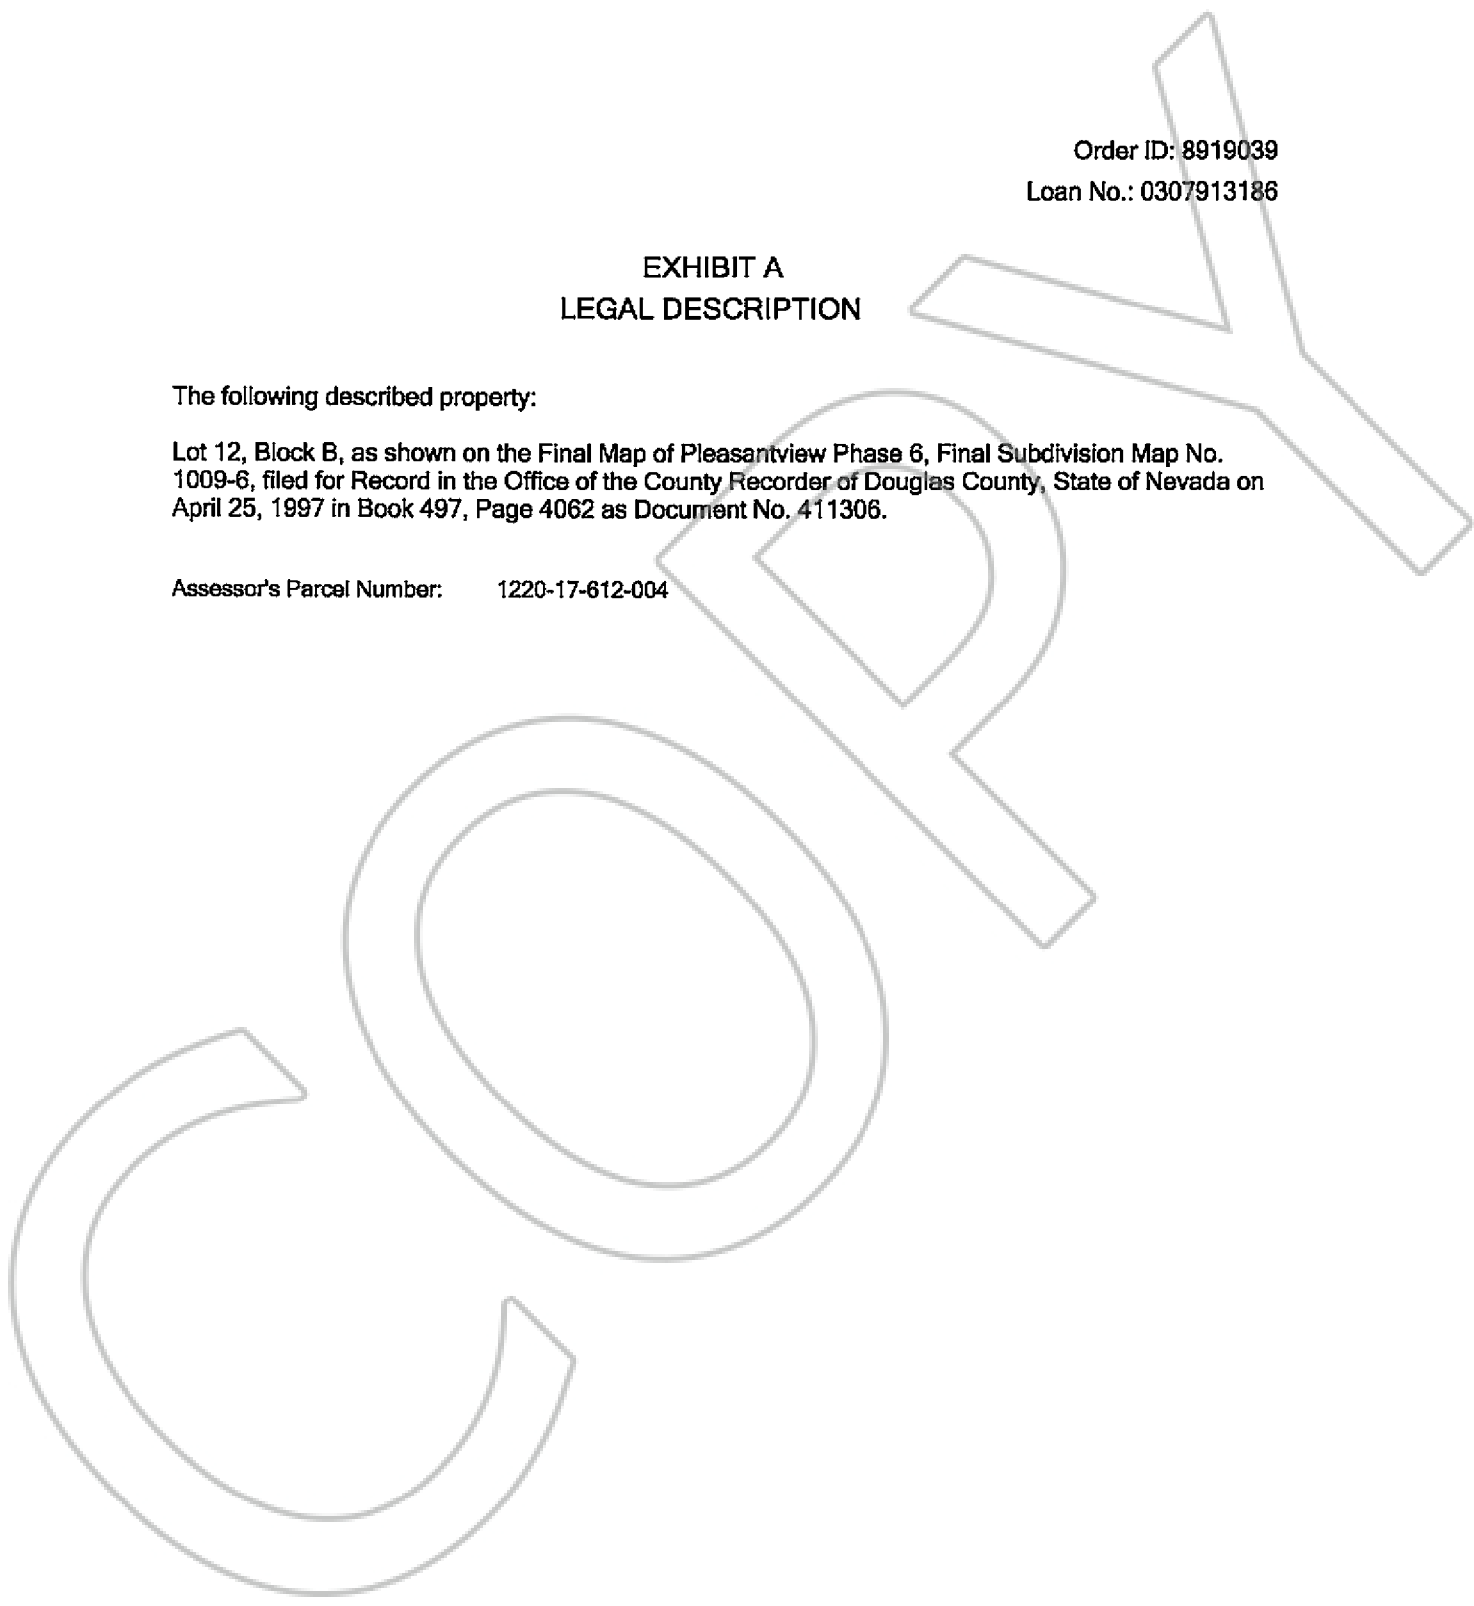 Order ID: 8919039
Loan No.: 0307913186
EXHIBIT A
LEGAL DESCRIPTION
The following described property:
Lot 12, Block B, as shown on the Final Map of Pleasantview Phase 6, Final Subdivision Map No.
1009-6, filed for Record in the Office of the County Recorder of Douglas County, State of Nevada on
April 25, 1997 in Book 497, Page 4062 as Document No. 411306.
Assessor's Parcel Number: 1220-17-612-004
COPY